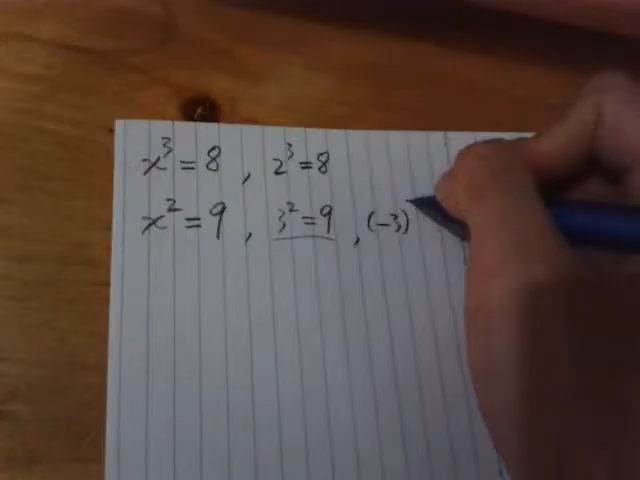 x³ = 8 , 2³ = 8
x² = 9 , 3² = 9 , (-3)